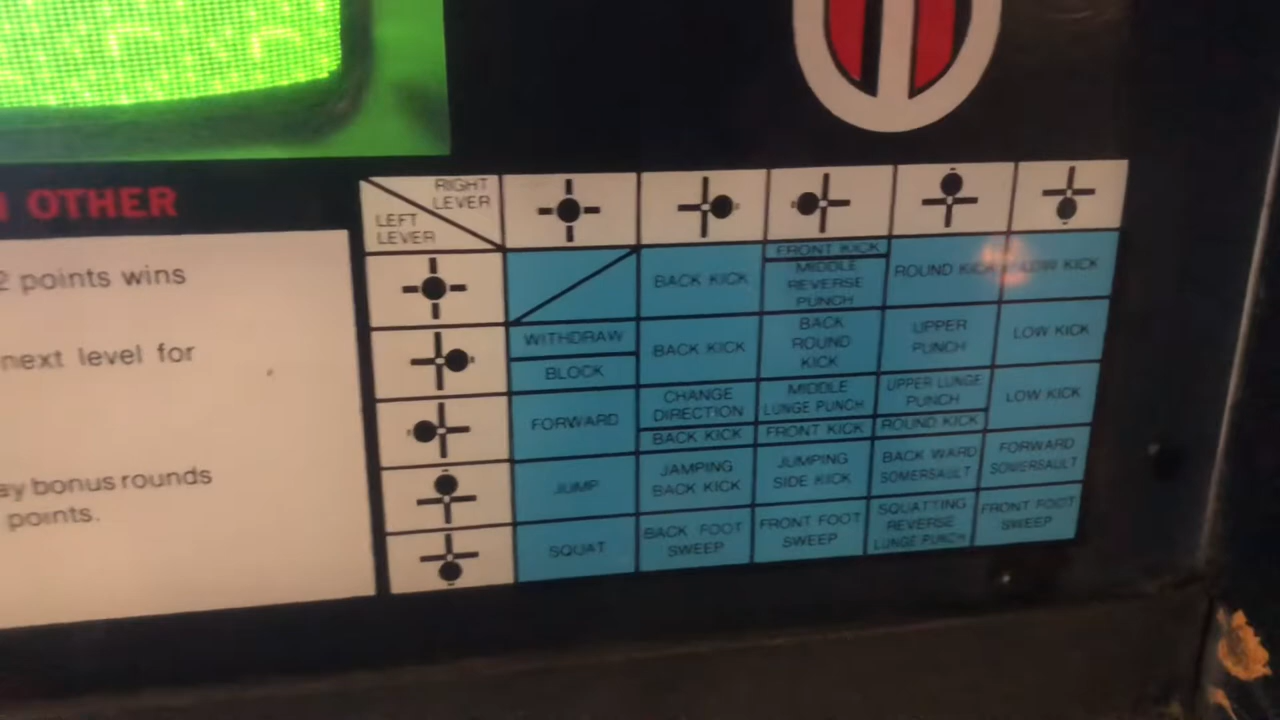 OTHER
2 points wins
next level for
bonus rounds
points.
RIGHT
LEVER
LEFT
LEVER
BACK KICK
FRONT KICK
MIDDLE
REVERSE
PUNCH
ROUND KICK
LOW KICK
WITHDRAW
BLOCK
BACK KICK
BACK
ROUND
KICK
UPPER
PUNCH
LOW KICK
FORWARD
CHANGE
DIRECTION
BACK KICK
MIDDLE
LUNGE PUNCH
FRONT KICK
UPPER LUNGE
PUNCH
ROUND KICK
LOW KICK
JUMP
JAMPING
BACK KICK
JUMPING
SIDE KICK
BACK WARD
SOMERSAULT
FORWARD
SOMERSAULT
SQUAT
BACK FOOT
SWEEP
FRONT FOOT
SWEEP
SQUATTING
REVERSE
LUNGE PUNCH
FRONT FOOT
SWEEP